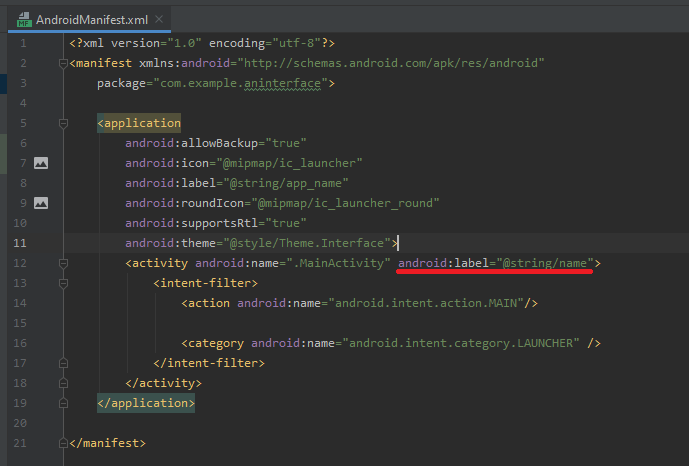 AndroidManifest.xml
MF
1 <?xml version="1.0" encoding="utf-8"?>
2 <manifest xmlns:android="http://schemas.android.com/apk/res/android"
3 package="com.example.aninterface">
4
5 <application
6 android:allowBackup="true"
7 android:icon="@mipmap/ic_launcher"
8 android:label="@string/app_name"
9 android:roundIcon="@mipmap/ic_launcher_round"
10 android:supportsRtl="true"
11 android:theme="@style/Theme.Interface">
12 <activity android:name=".MainActivity" android:label="@string/name">
13 <intent-filter>
14 <action android:name="android.intent.action.MAIN"/>
15
16 <category android:name="android.intent.category.LAUNCHER" />
17 </intent-filter>
18 </activity>
19 </application>
20
21 </manifest>